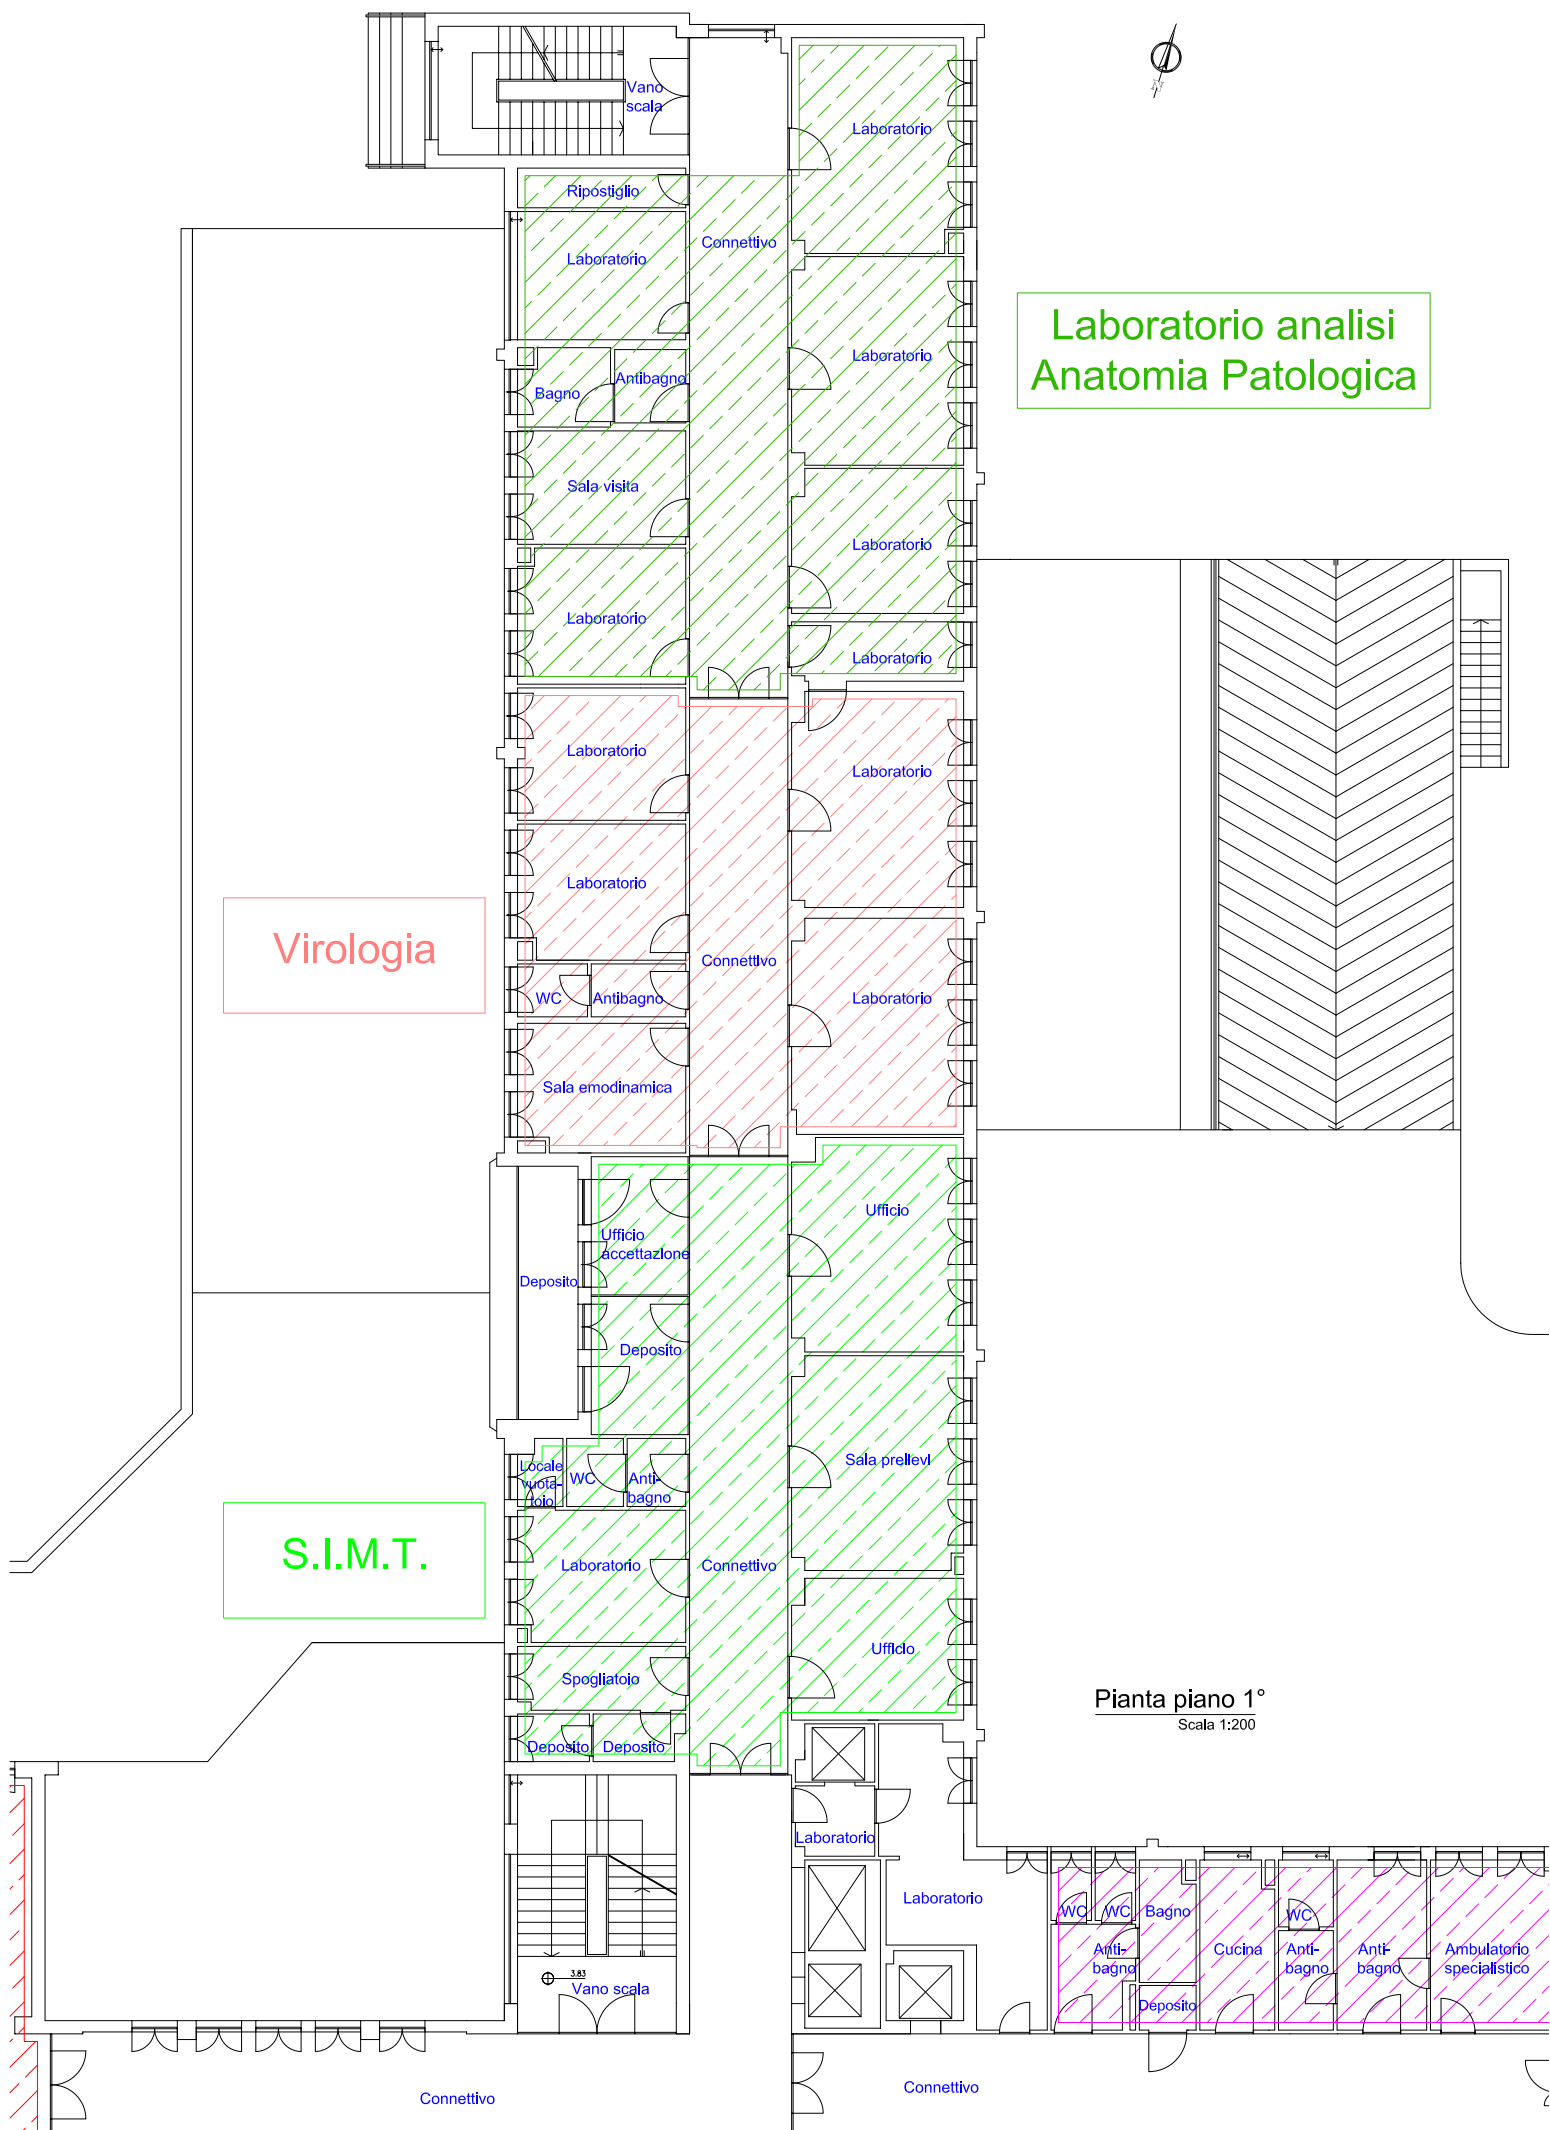 Vano
scala
Laboratorio
Ripostiglio
Connettivo
Laboratorio
Laboratorio analisi
Anatomia Patologica
Laboratorio
Antibagno
Bagno
Sala visita
Laboratorio
Laboratorio
Laboratorio
Laboratorio
Laboratorio
Laboratorio
Virologia
Connettivo
WC
Antibagno
Laboratorio
Sala emodinamica
Ufficio
Ufficio
accettazione
Deposito
Deposito
Sala prelievi
Locale
vuota-
toio
WC
Anti-
bagno
S.I.M.T.
Laboratorio
Connettivo
Ufficio
Spogliatoio
Pianta piano 1°
Scala 1:200
Deposito
Deposito
Laboratorio
Laboratorio
WC
WC
Bagno
WC
Anti-
bagno
Cucina
Anti-
bagno
Anti-
bagno
Ambulatorio
specialistico
3.83
Vano scala
Deposito
Connettivo
Connettivo
N